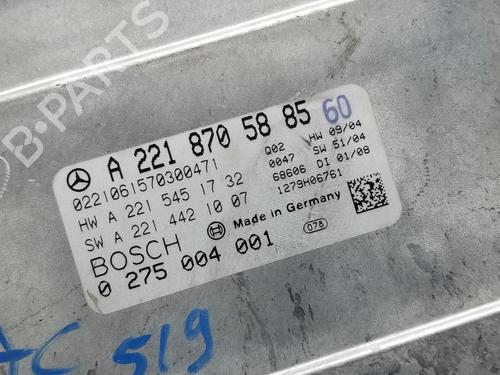 B-PARTS
A 221 870 58 85 60
0221061570300471
HW A 221 545 17 32
SW A 221 442 10 07
BOSCH
0 275 004 001
Q02 HW 09/04
0047 SW 51/04
68606 DI 01/08
1279H06761
Made in Germany
078
AC 519